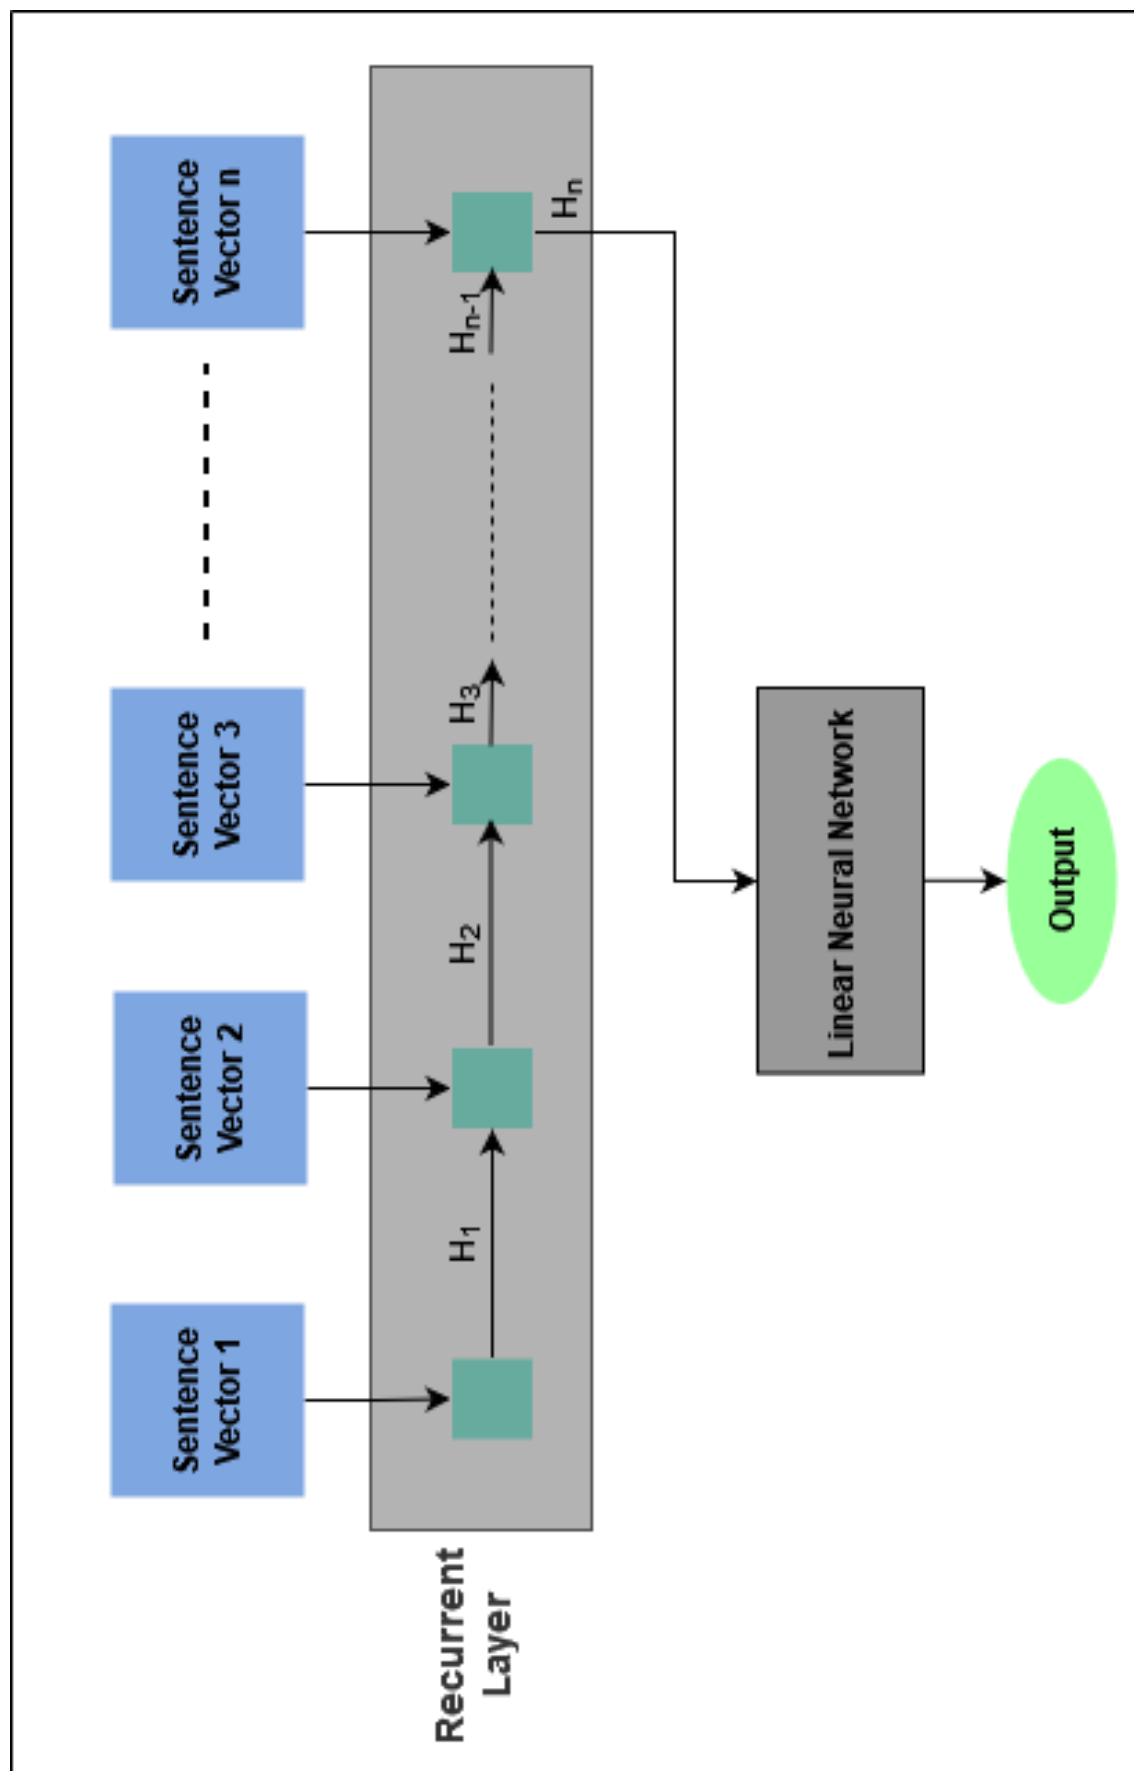 Sentence
Vector 1
Sentence
Vector 2
Sentence
Vector 3
Sentence
Vector n
Recurrent
Layer
H1
H2
H3
Hn-1
Hn
Linear Neural Network
Output